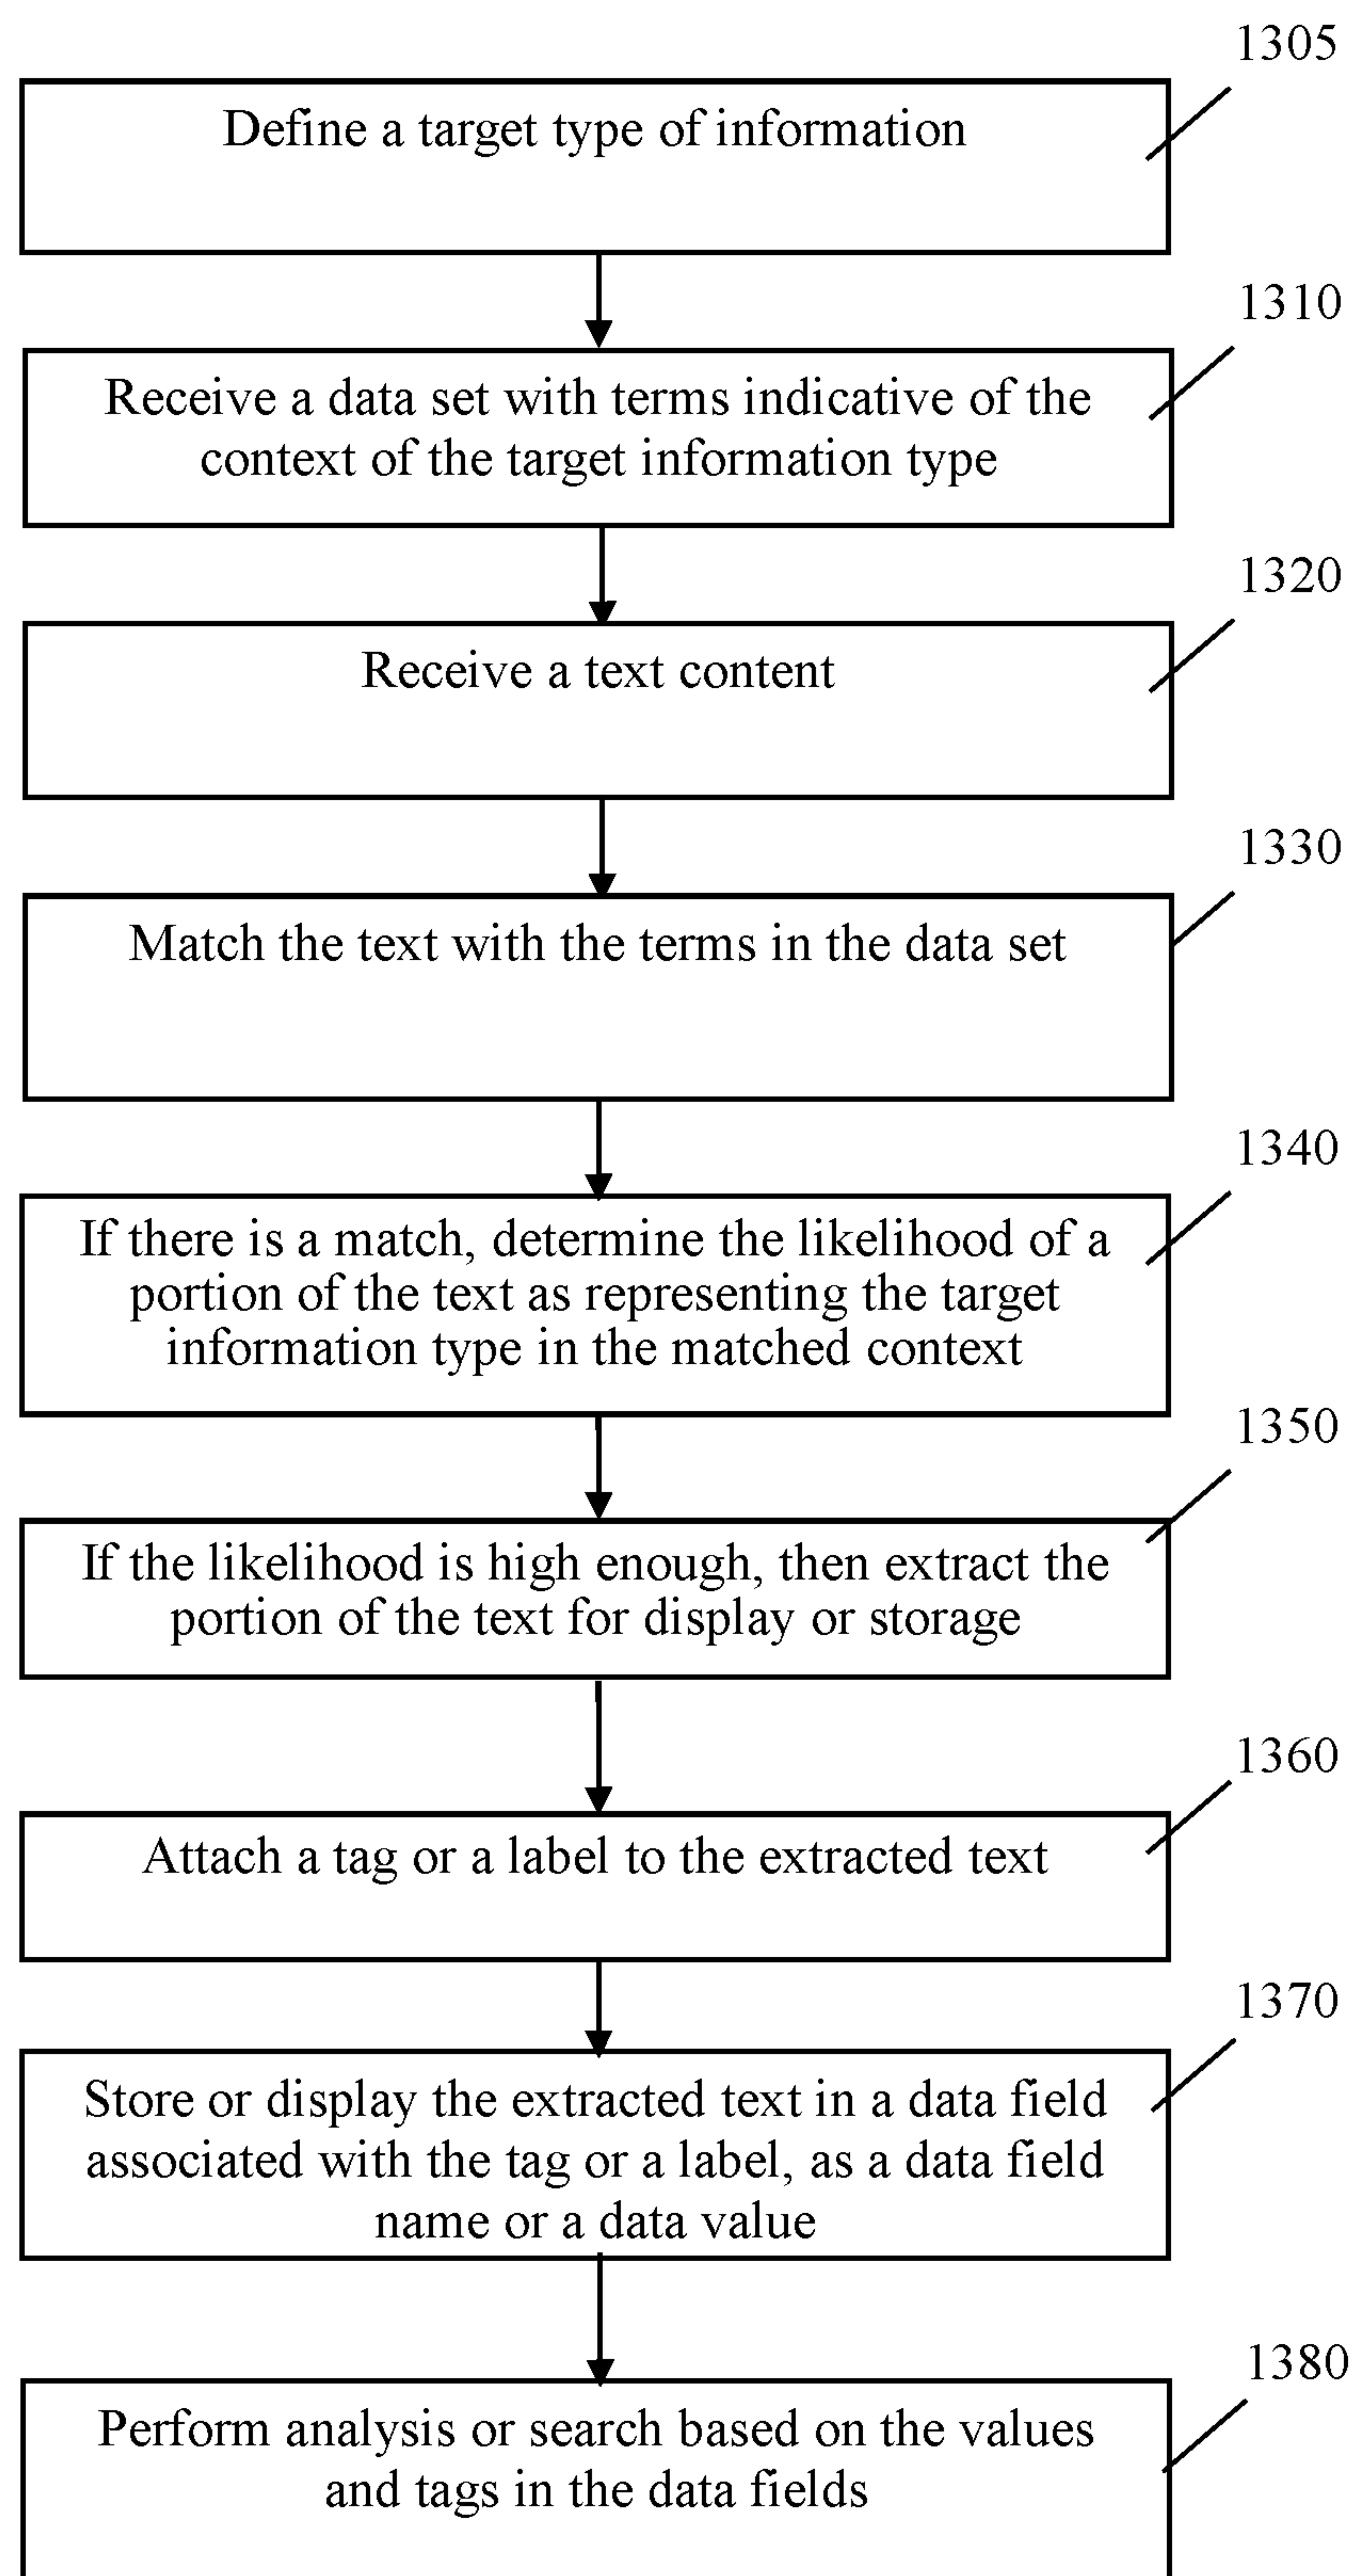 1305
Define a target type of information
1310
Receive a data set with terms indicative of the
context of the target information type
1320
Receive a text content
1330
Match the text with the terms in the data set
1340
If there is a match, determine the likelihood of a
portion of the text as representing the target
information type in the matched context
1350
If the likelihood is high enough, then extract the
portion of the text for display or storage
1360
Attach a tag or a label to the extracted text
1370
Store or display the extracted text in a data field
associated with the tag or a label, as a data field
name or a data value
1380
Perform analysis or search based on the values
and tags in the data fields